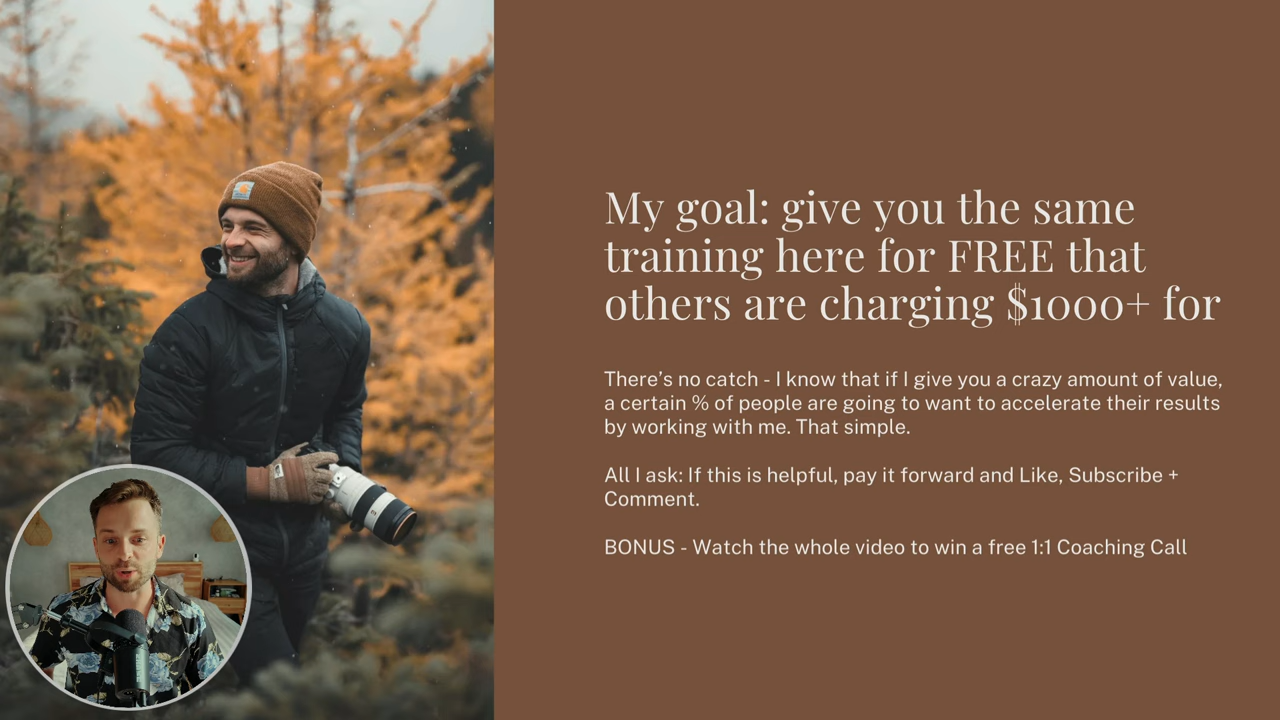 My goal: give you the same
training here for FREE that
others are charging $1000+ for
There’s no catch - I know that if I give you a crazy amount of value,
a certain % of people are going to want to accelerate their results
by working with me. That simple.
All I ask: If this is helpful, pay it forward and Like, Subscribe +
Comment.
BONUS - Watch the whole video to win a free 1:1 Coaching Call